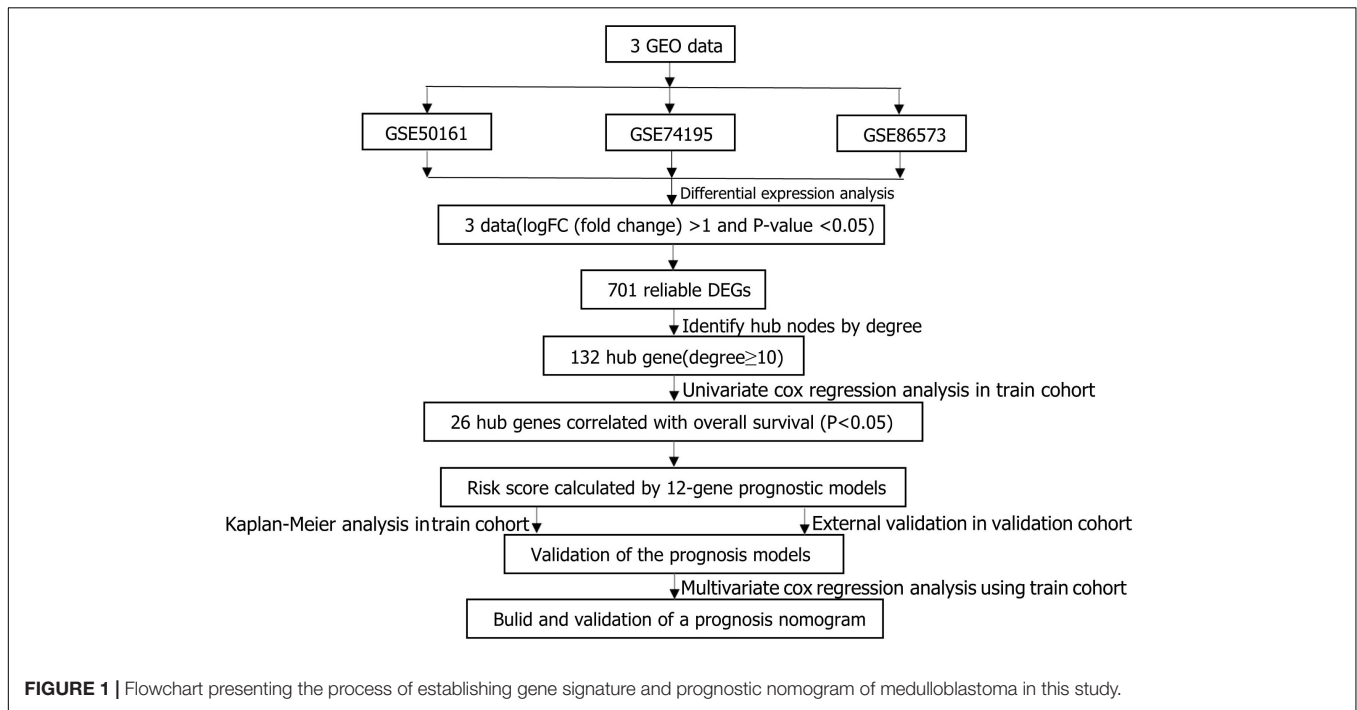 3 GEO data
GSE50161
GSE74195
GSE86573
Differential expression analysis
3 data(logFC (fold change) >1 and P-value <0.05)
701 reliable DEGs
Identify hub nodes by degree
132 hub gene(degree≥10)
Univariate cox regression analysis in train cohort
26 hub genes correlated with overall survival (P<0.05)
Risk score calculated by 12-gene prognostic models
Kaplan-Meier analysis in train cohort
External validation in validation cohort
Validation of the prognosis models
Multivariate cox regression analysis using train cohort
Bulid and validation of a prognosis nomogram
FIGURE 1 | Flowchart presenting the process of establishing gene signature and prognostic nomogram of medulloblastoma in this study.